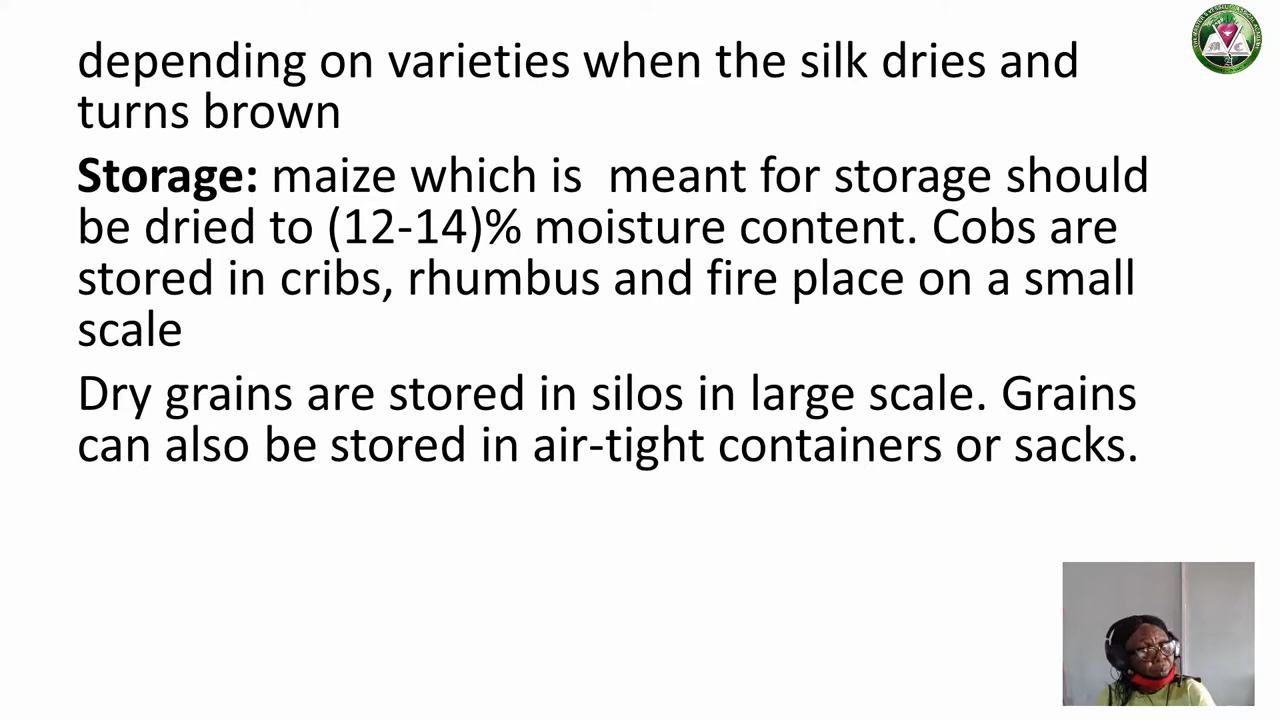 depending on varieties when the silk dries and
turns brown
Storage: maize which is  meant for storage should
be dried to (12-14)% moisture content. Cobs are
stored in cribs, rhumbus and fire place on a small
scale
Dry grains are stored in silos in large scale. Grains
can also be stored in air-tight containers or sacks.